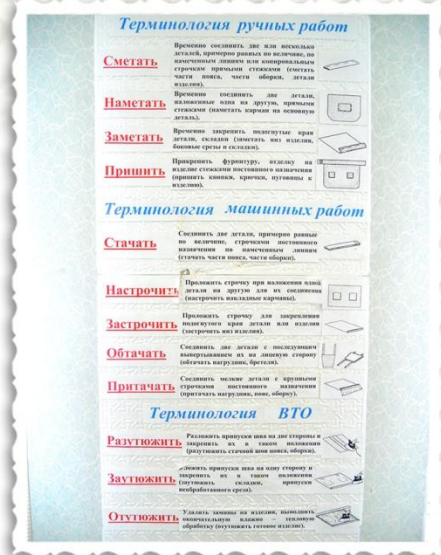 Терминология ручных работ
Сметать
Временно соединить две или несколько
деталей, примерно равных по величине, по
намеченным линиям или копировальным
строчкам прямыми стежками (сметать
части пояса, части оборки, детали
изделия).
Наметать
Временно соединить две детали,
наложенные одна на другую, прямыми
стежками (наметать карман на основную
деталь).
Заметать
Временно закрепить подогнутые края
детали, складки (заметать низ изделия,
боковые срезы и складки).
Пришить
Прикрепить фурнитуру, отделку на
изделие стежками постоянного назначения
(пришить кнопки, крючки, пуговицы к
изделию).
Терминология машинных работ
Стачать
Соединить две детали, примерно равные
по величине, строчками постоянного
назначения по намеченным линиям
(стачать части пояса, части оборки).
Настрочить
Проложить строчку при наложении одной
детали на другую для их соединения
(настрочить накладные карманы).
Застрочить
Проложить строчку для закрепления
подогнутого края детали или изделия
(застрочить низ изделия).
Обтачать
Соединить две детали с последующим
вывертыванием их на лицевую сторону
(обтачать нагрудник, бретели).
Притачать
Соединить мелкие детали с крупными
строчками постоянного назначения
(притачать нагрудник, пояс, оборку).
Терминология ВТО
Разутюжить
Разложить припуски шва на две стороны и
закрепить их в таком положении
(разутюжить стачной шов пояса, оборки).
Заутюжить
ложить припуски шва на одну сторону и
закрепить их в таком положении
(заутюжить складки, припуски
необработанного среза).
Отутюжить
Удалить замины на изделии, выполнить
окончательную влажно – тепловую
обработку (отутюжить готовое изделие).